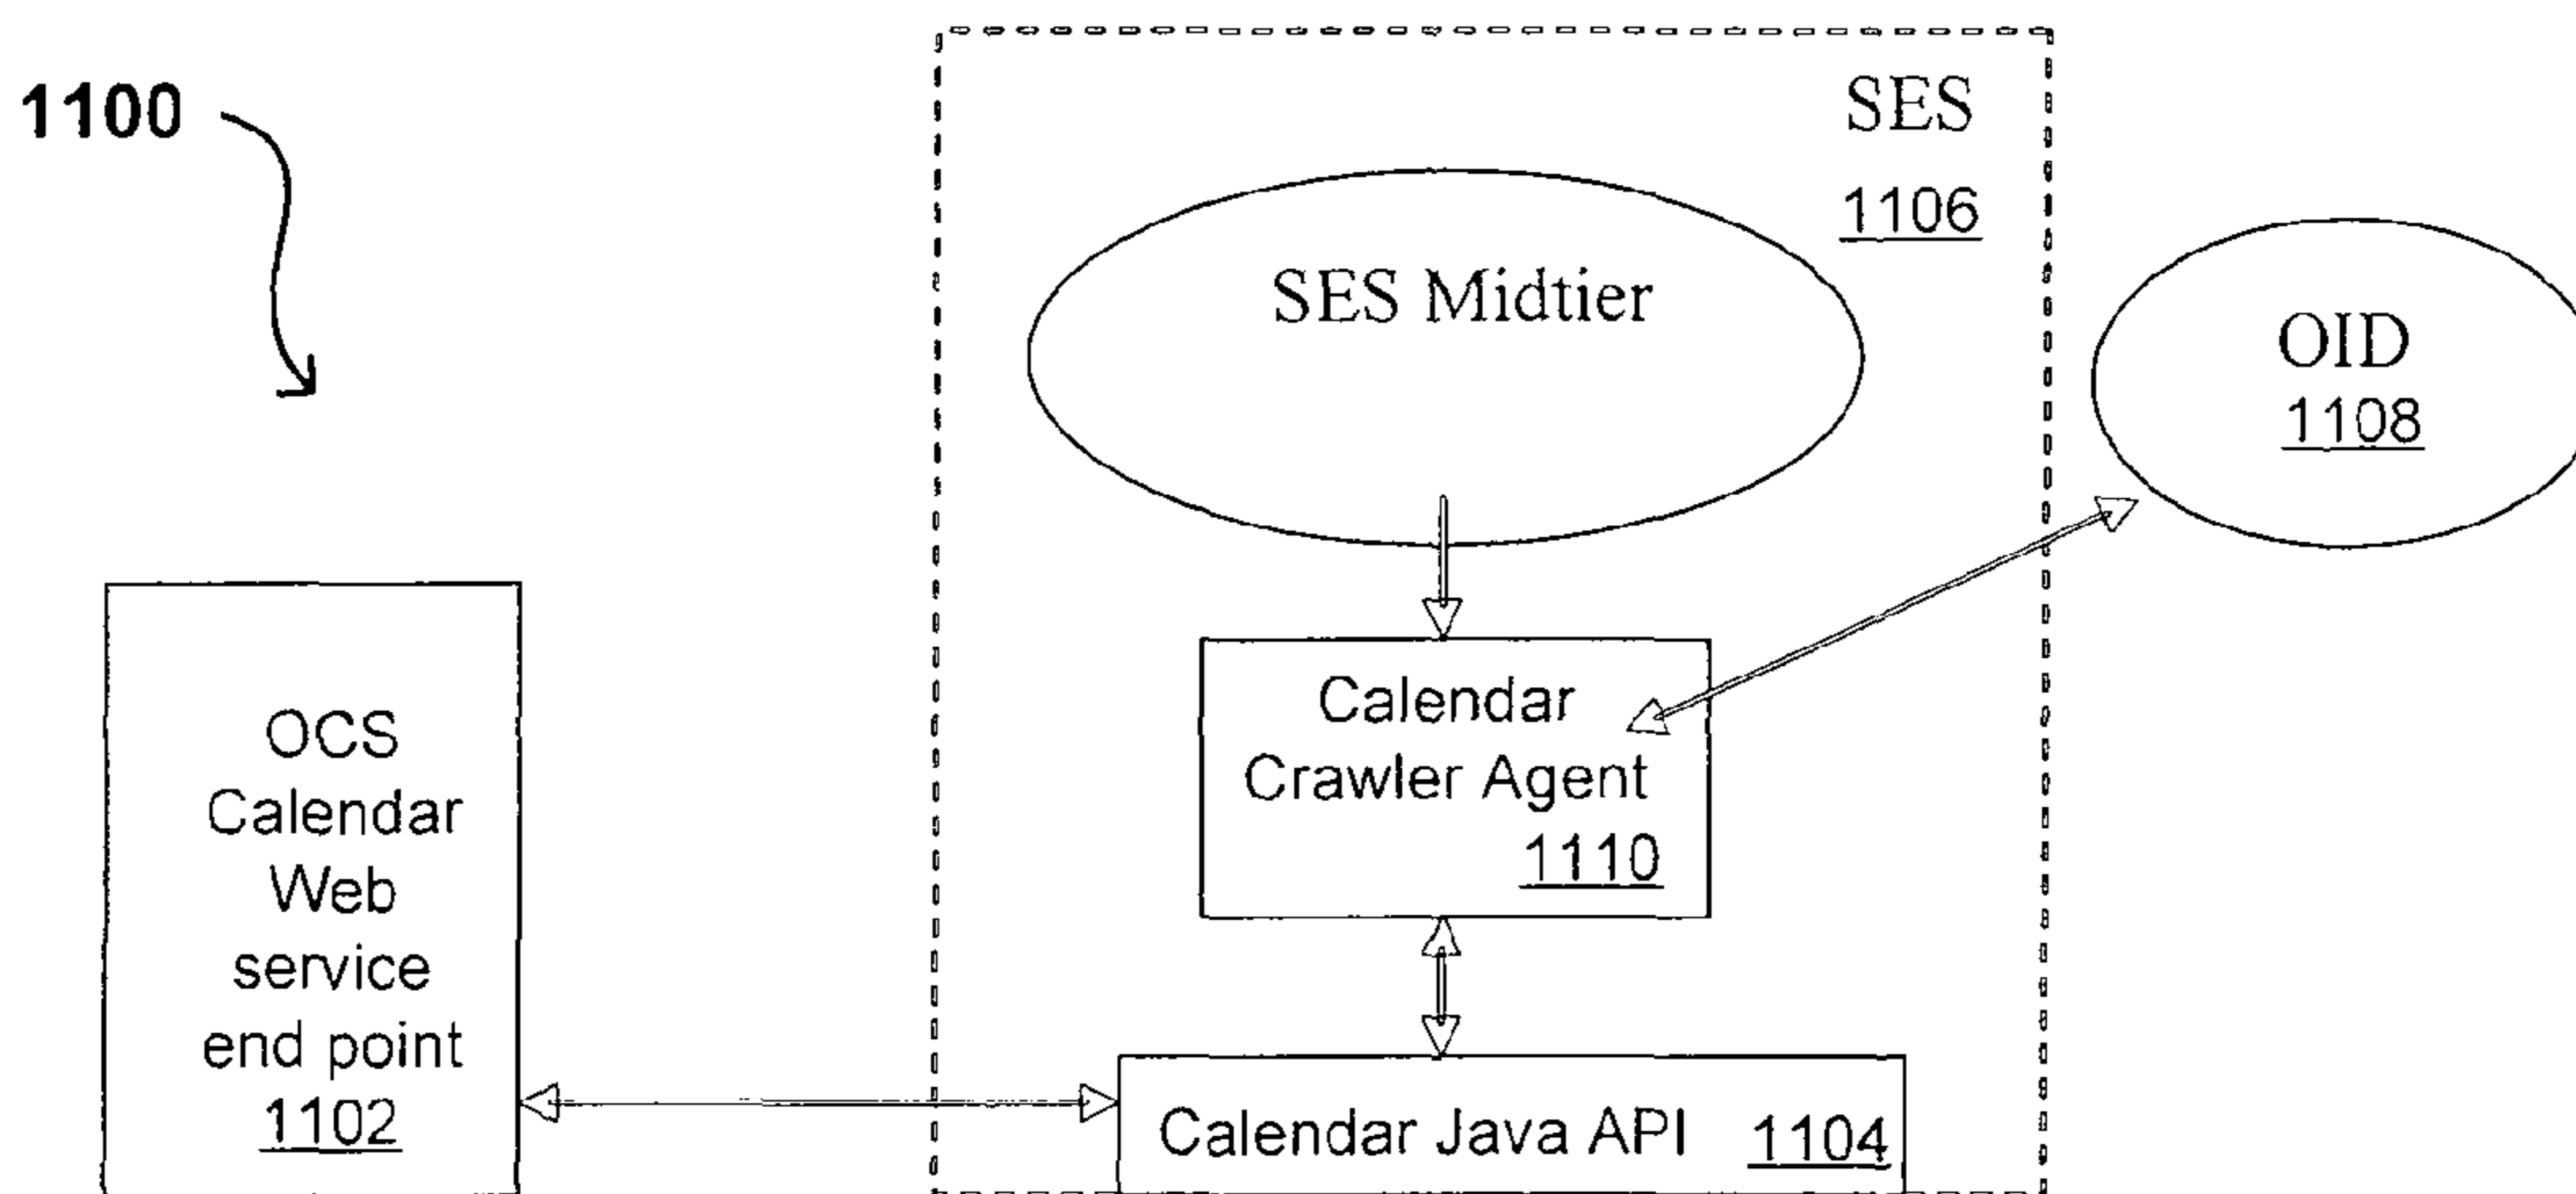 1100
SES
1106
SES Midtier
OID
1108
Calendar
Crawler Agent
1110
OCS
Calendar
Web
service
end point
1102
Calendar Java API 1104